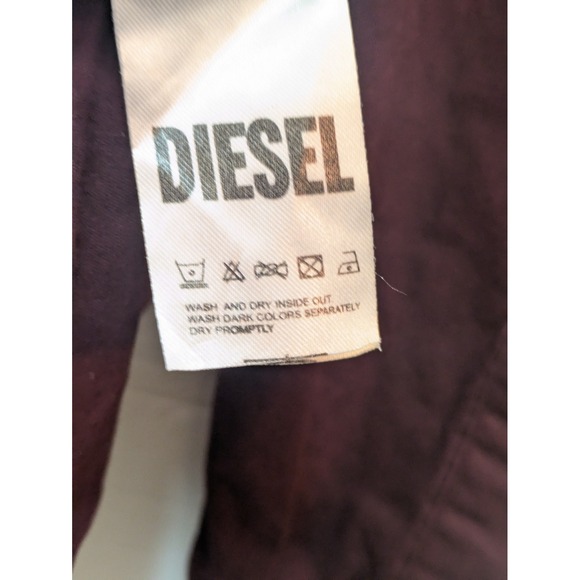 DIESEL
WASH AND DRY INSIDE OUT
WASH DARK COLORS SEPARATELY
DRY PROMPTLY